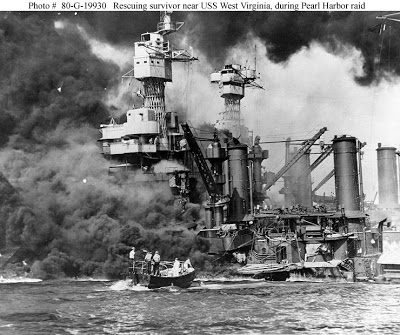 Photo # 80-G-19930 Rescuing survivor near USS West Virginia, during Pearl Harbor raid